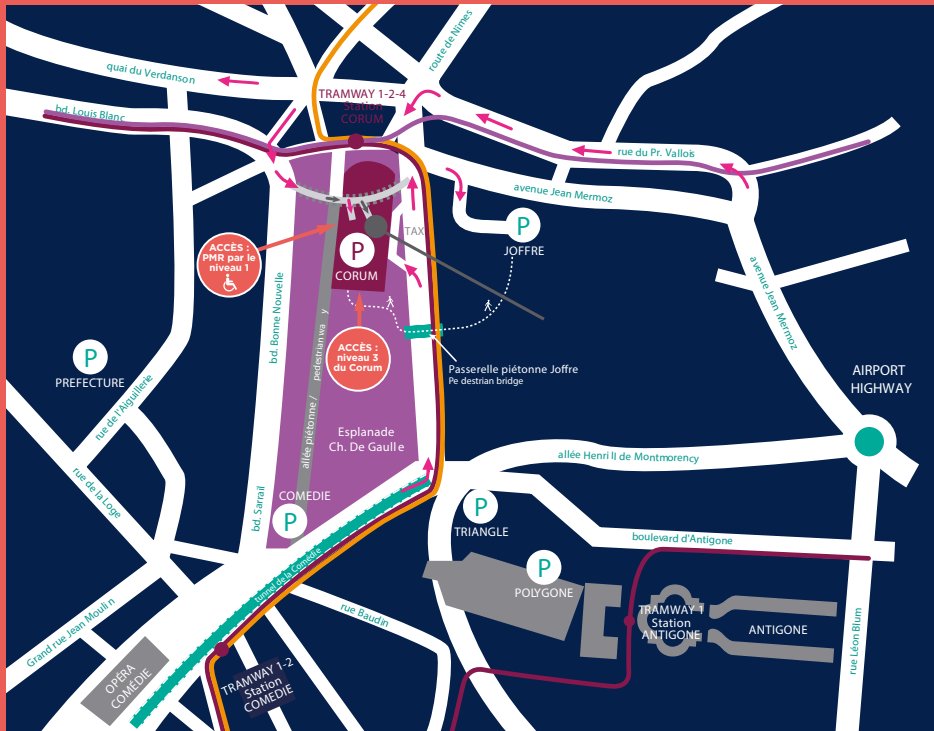 quai du Verdanson
route de Nîmes
bd. Louis Blanc
TRAMWAY 1-2-4
Station
CORUM
rue du Pr. Vallois
avenue Jean Mermoz
P
JOFFRE
TAX
ACCÈS :
PMR par le
niveau 1
P
CORUM
bd. Bonne Nouvelle
allée piétonne / pedestrian wa y
avenue Jean Mermoz
ACCÈS :
niveau 3
du Corum
P
PREFECTURE
Passerelle piétonne Joffre
Pe destrian bridge
AIRPORT
HIGHWAY
rue de l'Aiguillerie
Esplanade
Ch. De Gaulle
allée Henri II de Montmorency
rue de la Loge
bd. Sarrail
COMEDIE
P
P
TRIANGLE
boulevard d'Antigone
P
POLYGONE
tunnel de la Comédie
rue Baudin
TRAMWAY 1
Station
ANTIGONE
ANTIGONE
rue Léon Blum
Grand rue Jean Moulin
OPÉRA
COMÉDIE
TRAMWAY 1-2
Station
COMEDIE